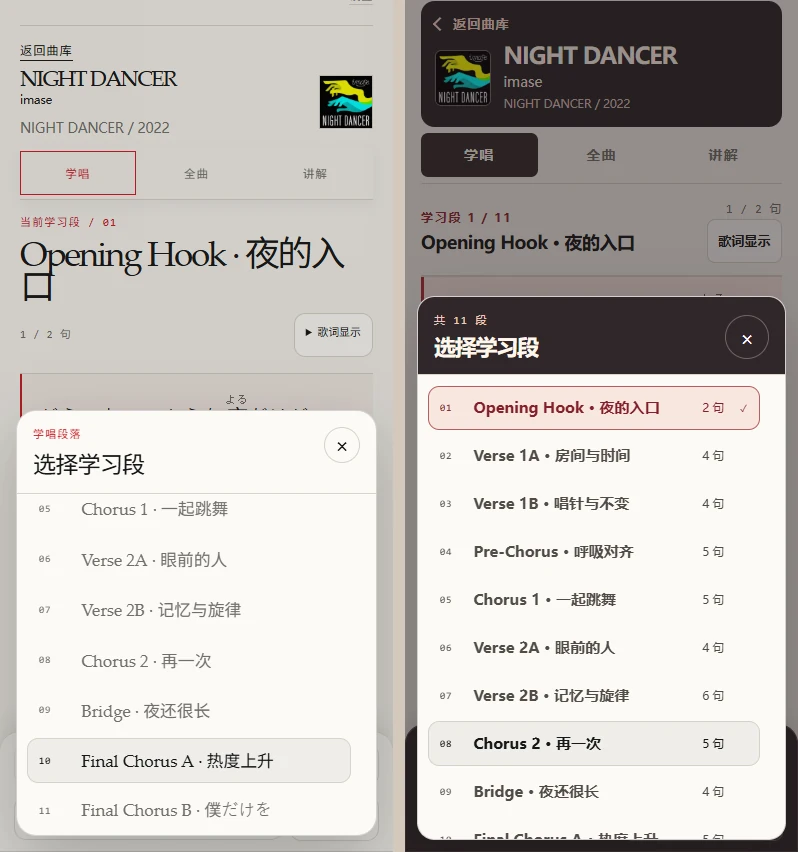 返回曲库
NIGHT DANCER
imase
NIGHT DANCER / 2022
NIGHT DANCER
学唱
全曲
讲解
当前学习段 / 01
Opening Hook · 夜的入
口
1 / 2 句
▶ 歌词显示
よる
学唱段落
选择学习段
×
05 Chorus 1 · 一起跳舞
06 Verse 2A · 眼前的人
07 Verse 2B · 记忆与旋律
08 Chorus 2 · 再一次
09 Bridge · 夜还很长
10 Final Chorus A · 热度上升
11 Final Chorus B · 僕だけを
返回曲库
NIGHT DANCER
imase
NIGHT DANCER / 2022
NIGHT DANCER
学唱
全曲
讲解
学习段 1 / 11
1 / 2 句
Opening Hook • 夜的入口
歌词显示
共 11 段
选择学习段
×
01 Opening Hook • 夜的入口 2 句 ✓
02 Verse 1A • 房间与时间 4 句
03 Verse 1B • 唱针与不变 4 句
04 Pre-Chorus • 呼吸对齐 5 句
05 Chorus 1 • 一起跳舞 5 句
06 Verse 2A • 眼前的人 4 句
07 Verse 2B • 记忆与旋律 6 句
08 Chorus 2 • 再一次 5 句
09 Bridge • 夜还很长 4 句
10 Final Chorus A • 热度上升 5 句